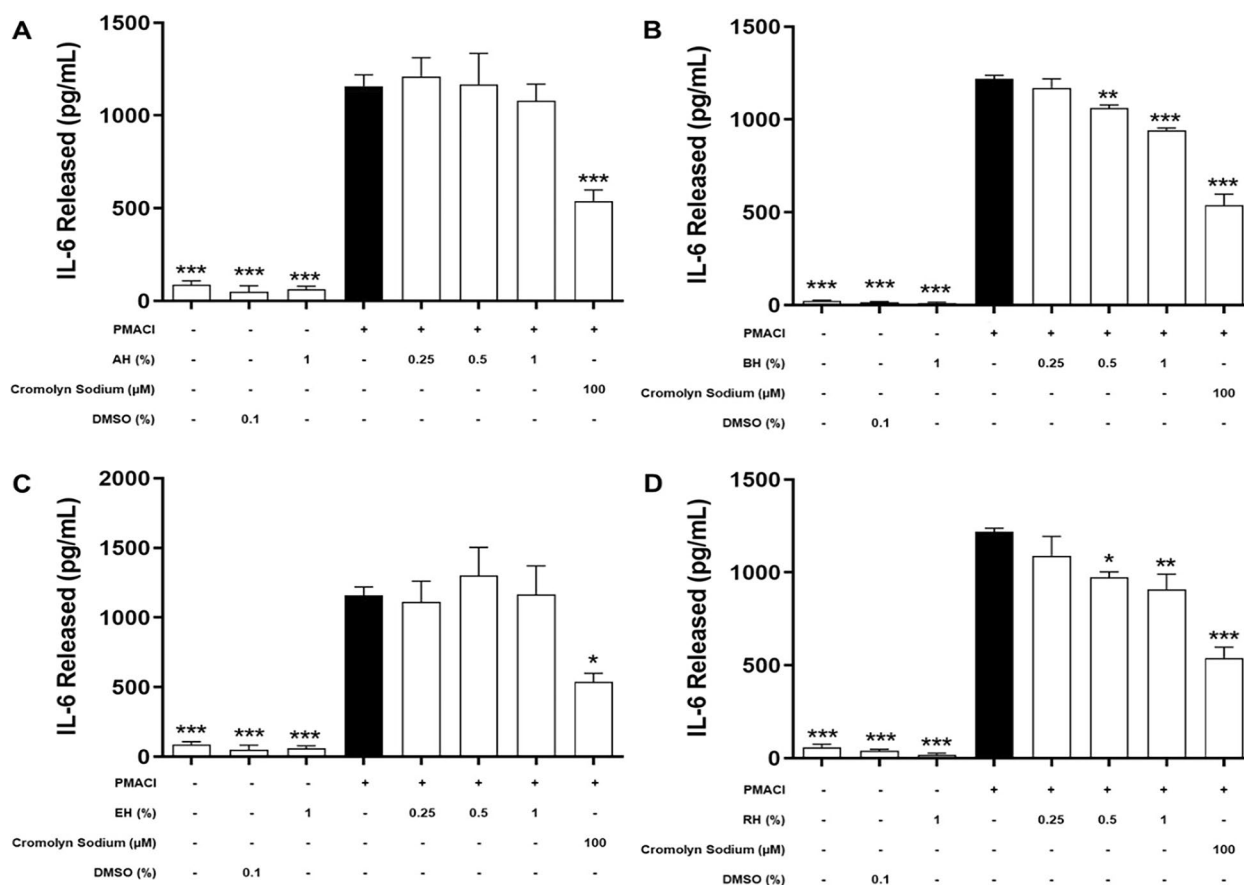 A
IL-6 Released (pg/mL)
1500
1000
500
0
*** *** *** ***
PMACI - - - + + + + +
AH (%) - - 1 - 0.25 0.5 1 -
Cromolyn Sodium (µM) - - - - - - - 100
DMSO (%) - 0.1 - - - - - -
B
IL-6 Released (pg/mL)
1500
1000
500
0
*** *** *** ** *** ***
PMACI - - - + + + + +
BH (%) - - 1 - 0.25 0.5 1 -
Cromolyn Sodium (µM) - - - - - - - 100
DMSO (%) - 0.1 - - - - - -
C
IL-6 Released (pg/mL)
2000
1500
1000
500
0
*** *** *** *
PMACI - - - + + + + +
EH (%) - - 1 - 0.25 0.5 1 -
Cromolyn Sodium (µM) - - - - - - - 100
DMSO (%) - 0.1 - - - - - -
D
IL-6 Released (pg/mL)
1500
1000
500
0
*** *** *** * ** ***
PMACI - - - + + + + +
RH (%) - - 1 - 0.25 0.5 1 -
Cromolyn Sodium (µM) - - - - - - - 100
DMSO (%) - 0.1 - - - - - -